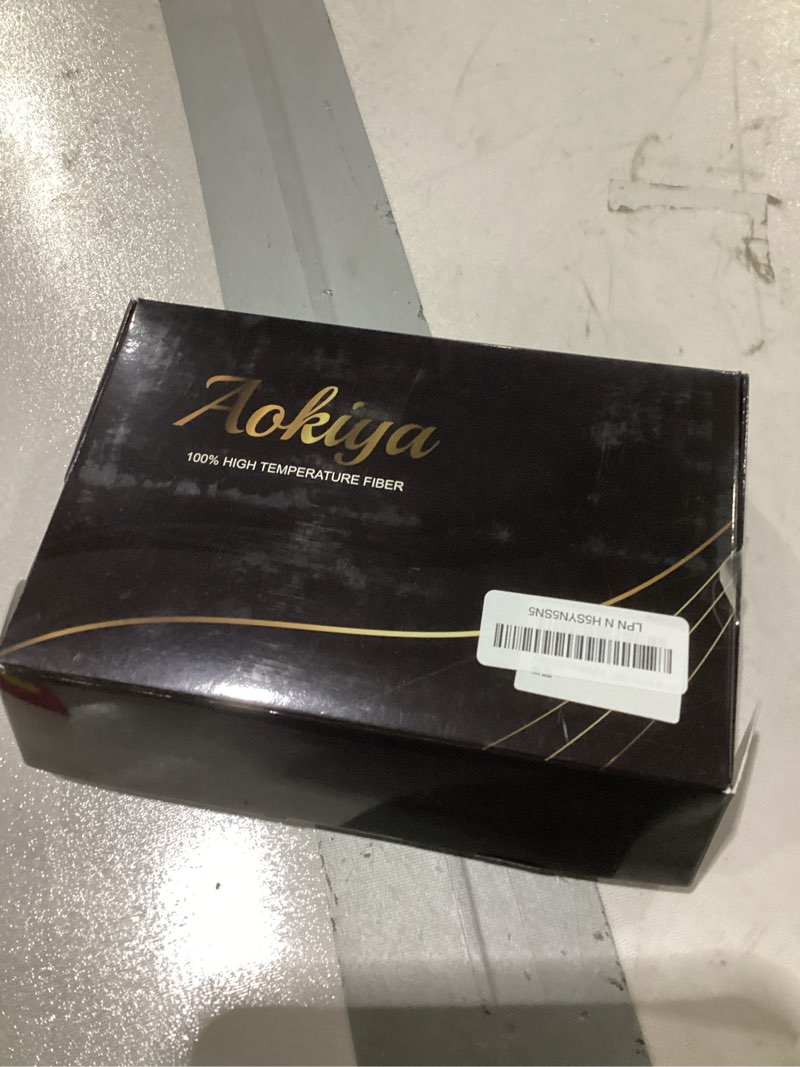 Aokiya
100% HIGH TEMPERATURE FIBER
LPN N H5SYN5SN5